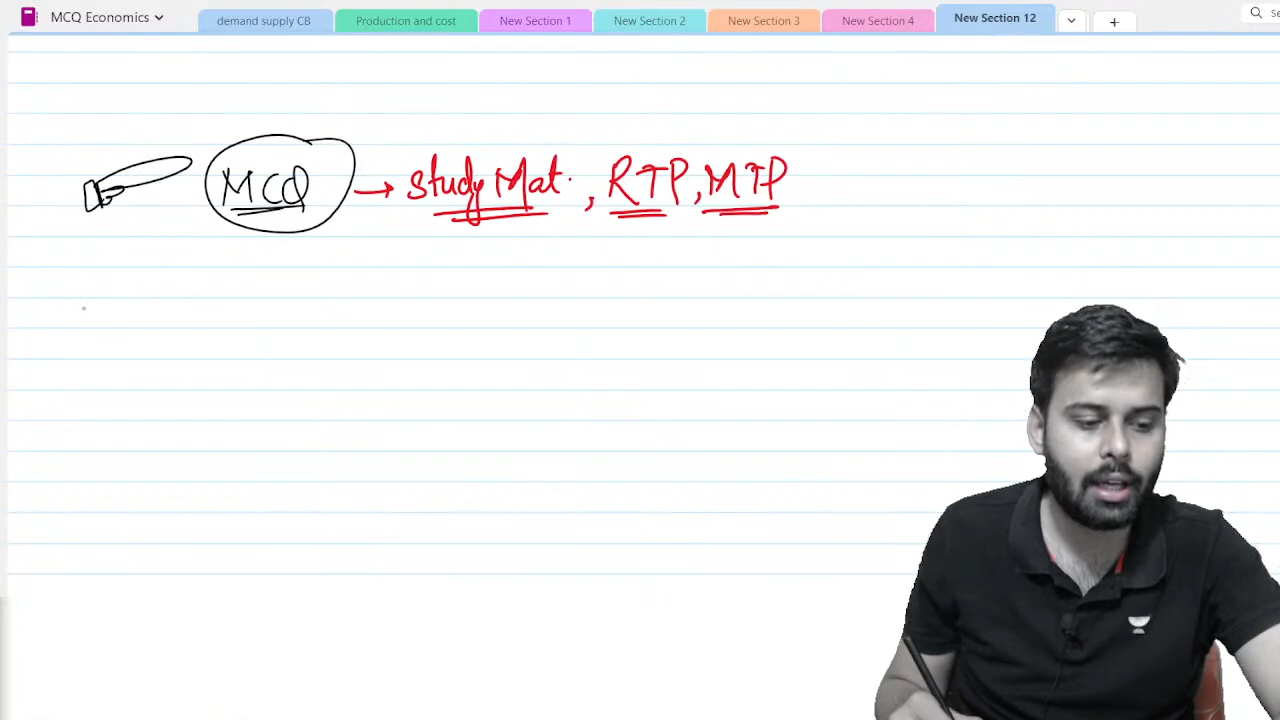 MCQ Economics
demand supply CB
Production and cost
New Section 1
New Section 2
New Section 3
New Section 4
New Section 12
+
Se
MCQ → Study Mat. , RTP, MTP